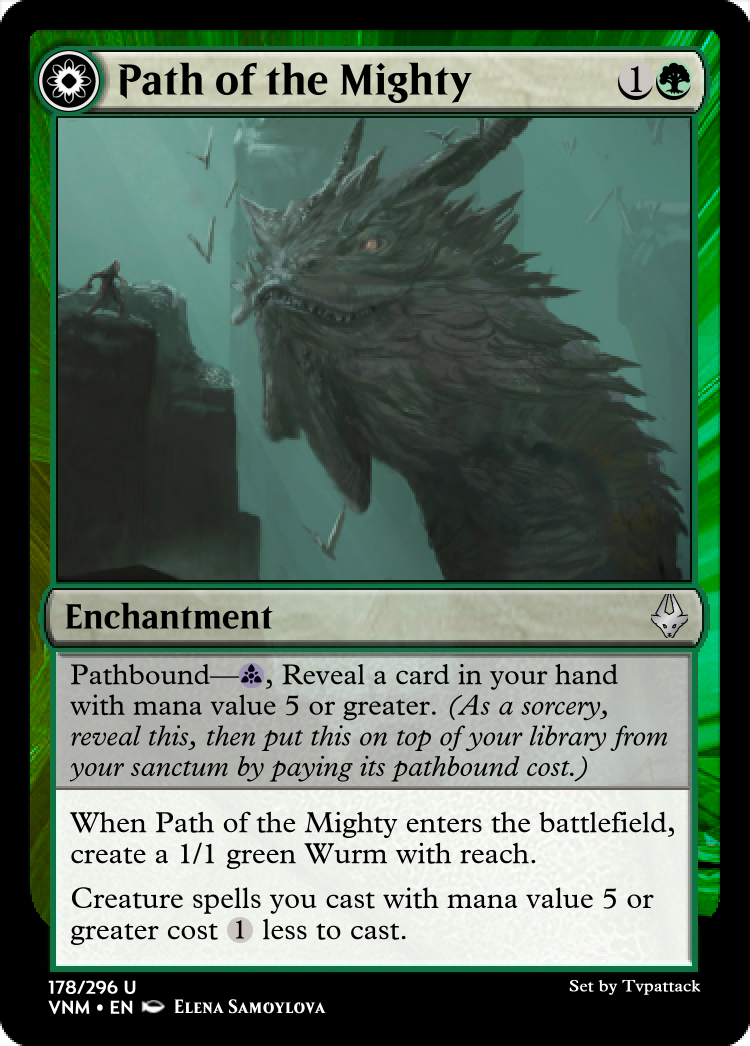 Path of the Mighty 1
Enchantment
Pathbound—, Reveal a card in your hand
with mana value 5 or greater. (As a sorcery,
reveal this, then put this on top of your library from
your sanctum by paying its pathbound cost.)
When Path of the Mighty enters the battlefield,
create a 1/1 green Wurm with reach.
Creature spells you cast with mana value 5 or
greater cost 1 less to cast.
178/296 U
Set by Tvpattack
VNM • EN Elena Samoylova